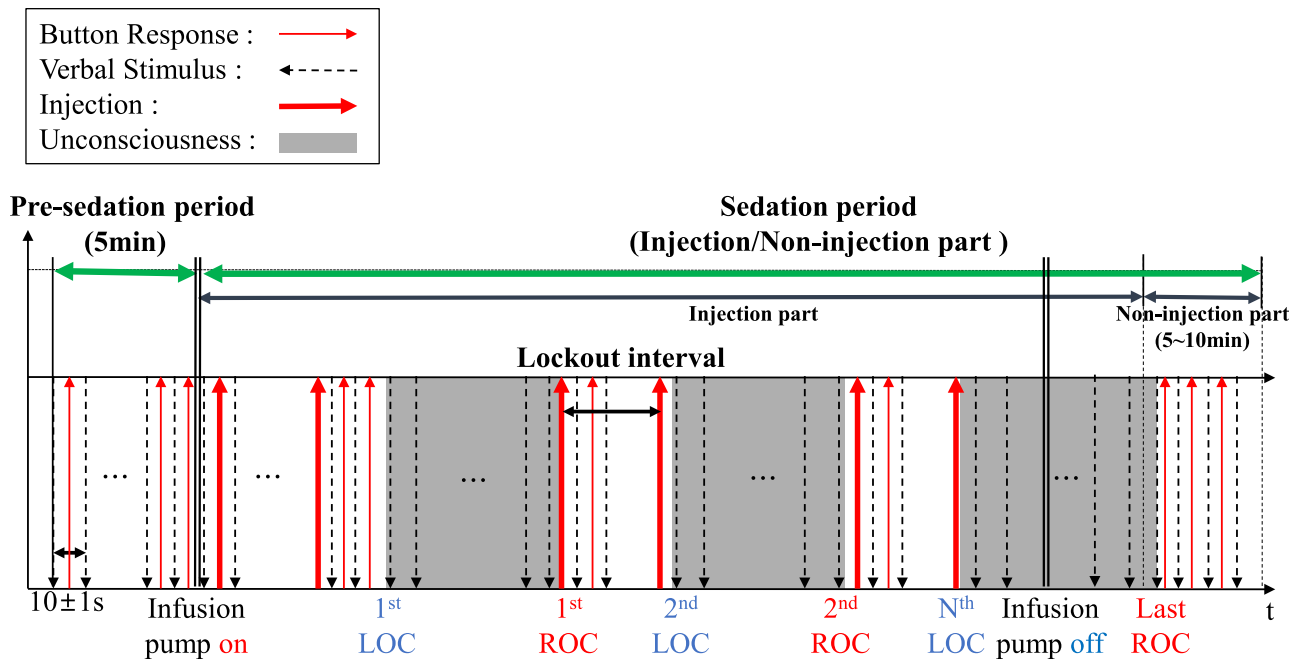 Button Response :
Verbal Stimulus :
Injection :
Unconsciousness :
Pre-sedation period
(5min)
Sedation period
(Injection/Non-injection part )
Injection part
Non-injection part
(5~10min)
Lockout interval
... ... ... ... ...
10±1s
Infusion
pump on
1st
LOC
1st
ROC
2nd
LOC
2nd
ROC
Nth
LOC
Infusion
pump off
Last
ROC
t